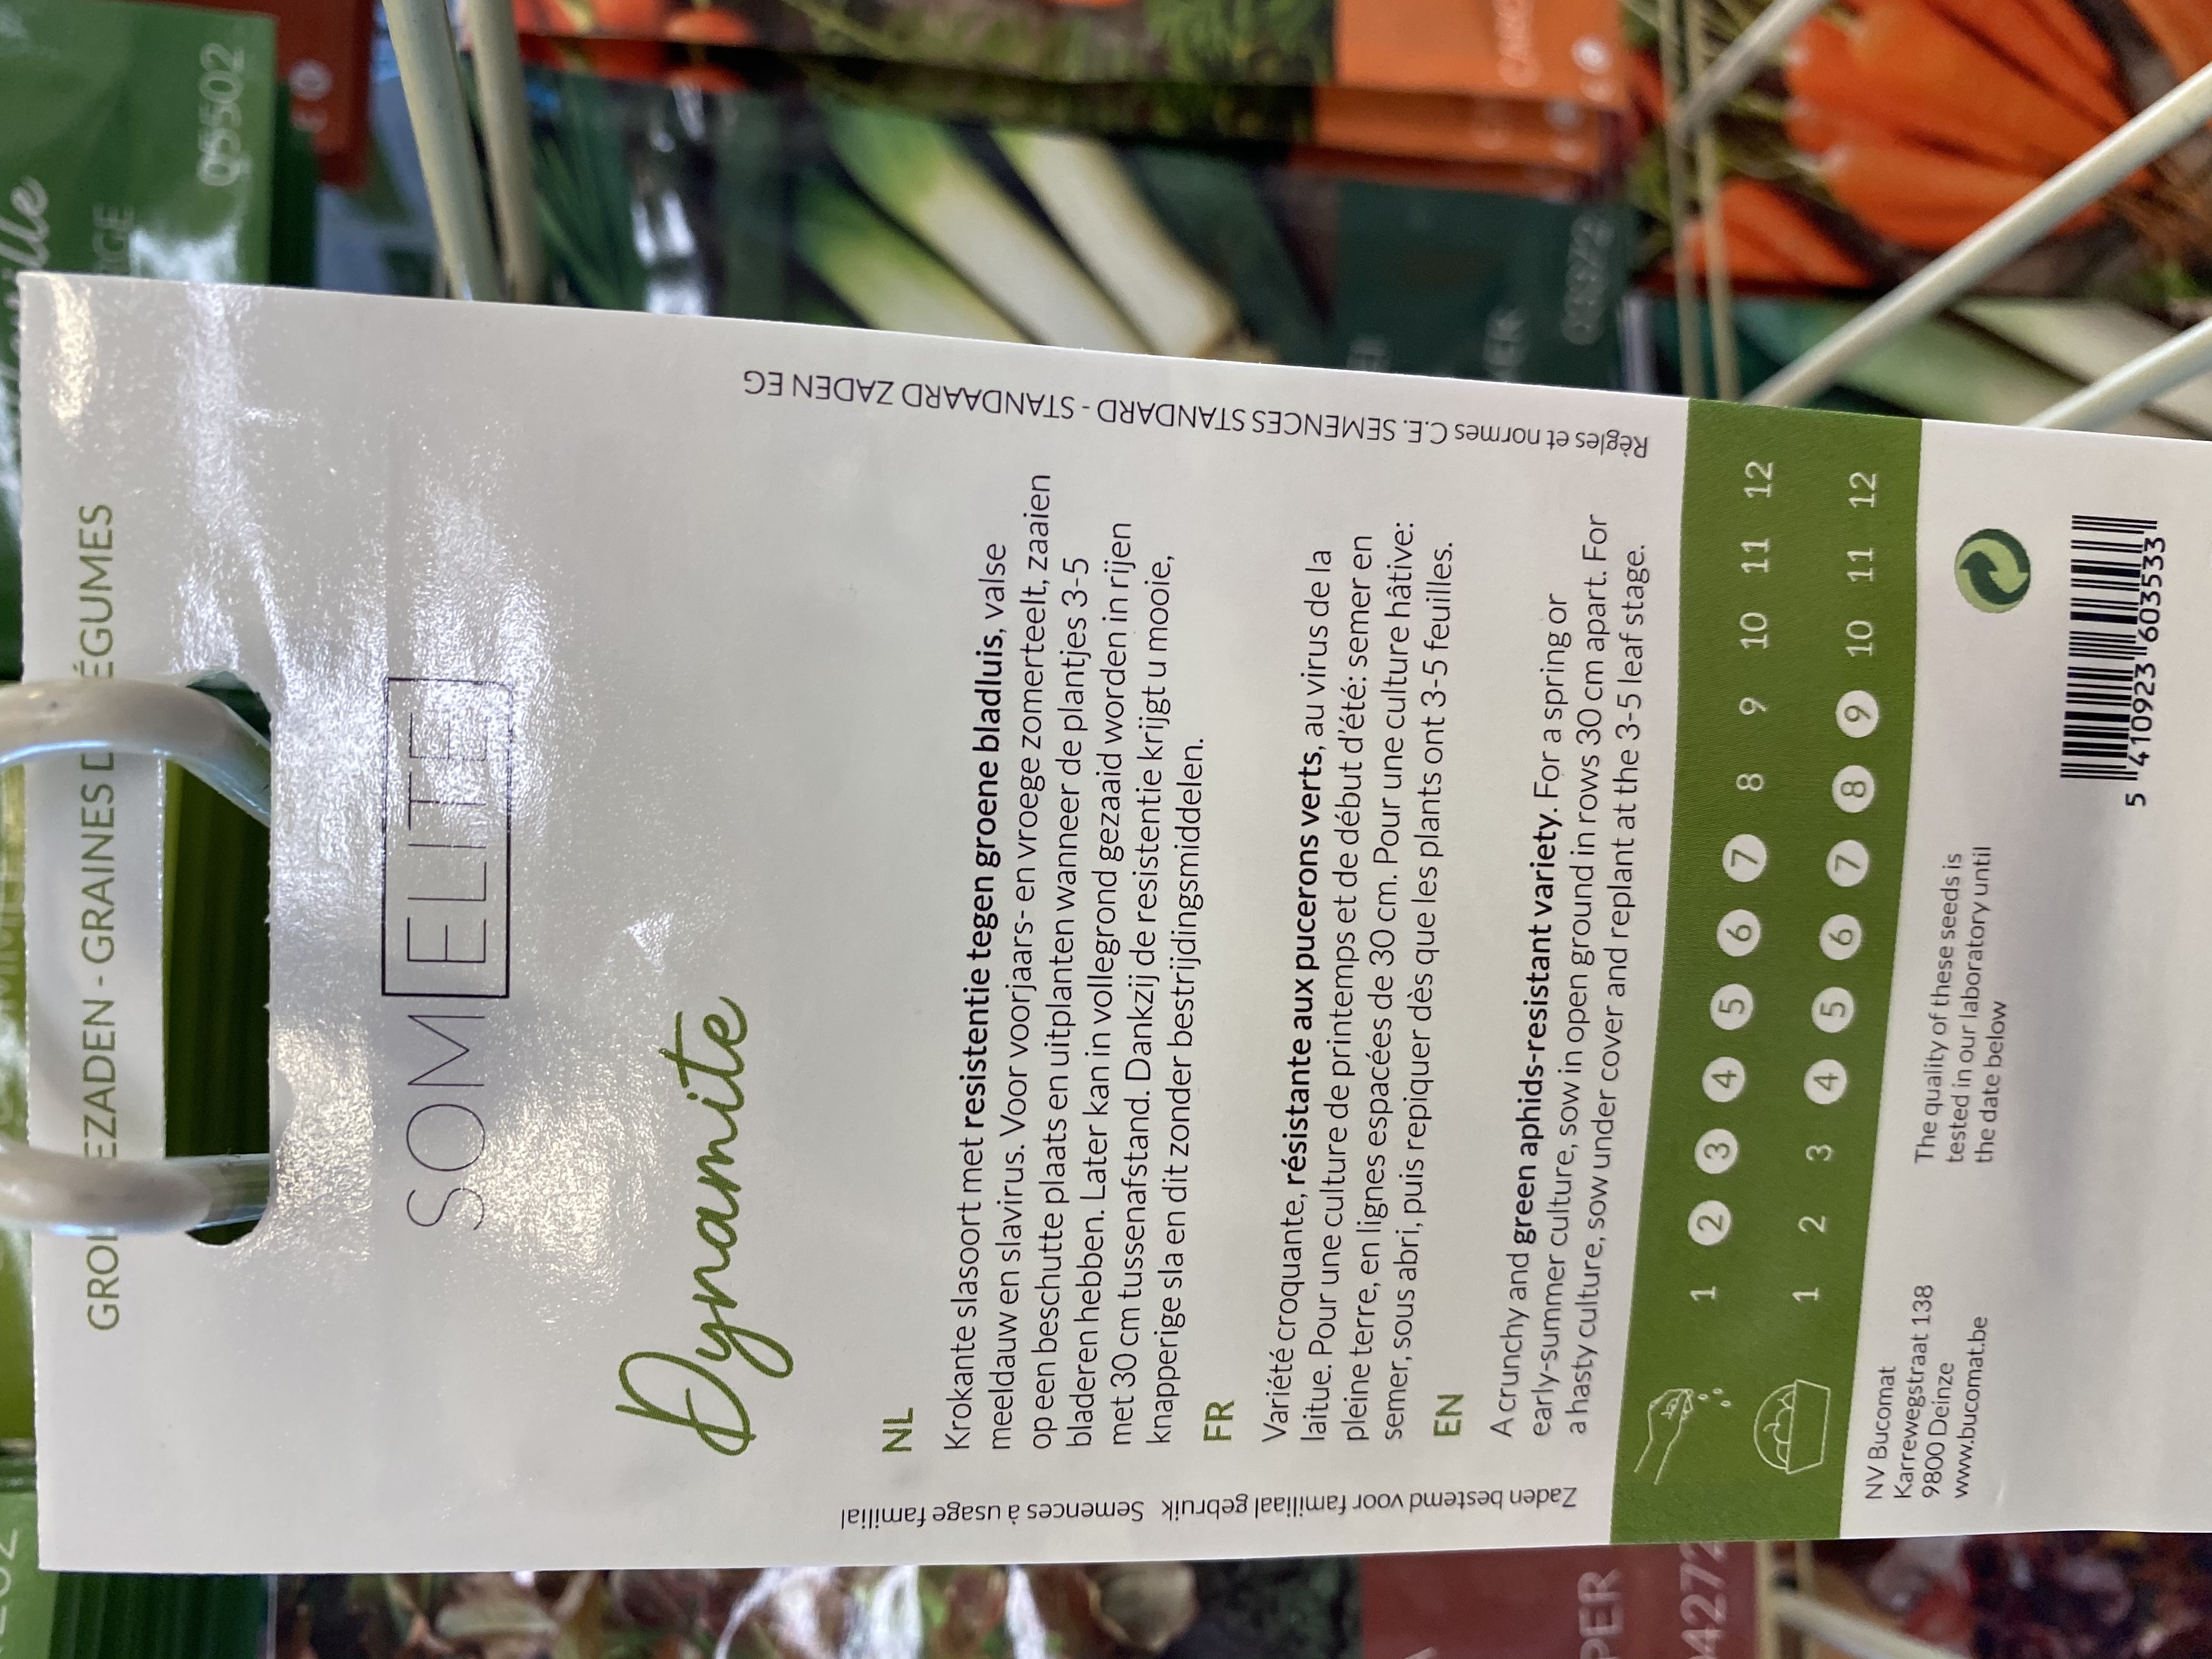 GROE EZADEN - GRAINES D ÉGUMES
SOM ELITE
Dynamite
NL
Krokante slasoort met resistentie tegen groene bladluis, valse
meeldauw en slavirus. Voor voorjaars- en vroege zomerteelt, zaaien
op een beschutte plaats en uitplanten wanneer de plantjes 3-5
bladeren hebben. Later kan in vollegrond gezaaid worden in rijen
met 30 cm tussenafstand. Dankzij de resistentie krijgt u mooie,
knapperige sla en dit zonder bestrijdingsmiddelen.
FR
Variété croquante, résistante aux pucerons verts, au virus de la
laitue. Pour une culture de printemps et de début d'été: semer en
pleine terre, en lignes espacées de 30 cm. Pour une culture hâtive:
semer, sous abri, puis repiquer dès que les plants ont 3-5 feuilles.
EN
A crunchy and green aphids-resistant variety. For a spring or
early-summer culture, sow in open ground in rows 30 cm apart. For
a hasty culture, sow under cover and replant at the 3-5 leaf stage.
Zaden bestemd voor familiaal gebruik Semences à usage familial
Règles et normes C.E. SEMENCES STANDARD - STANDAARD ZADEN EG
1 2 3 4 5 6 7 8 9 10 11 12
1 2 3 4 5 6 7 8 9 10 11 12
NV Bucomat
Karrewegstraat 138
9800 Deinze
www.bucomat.be
The quality of these seeds is
tested in our laboratory until
the date below
5 410923 603533
05502
PER
04272